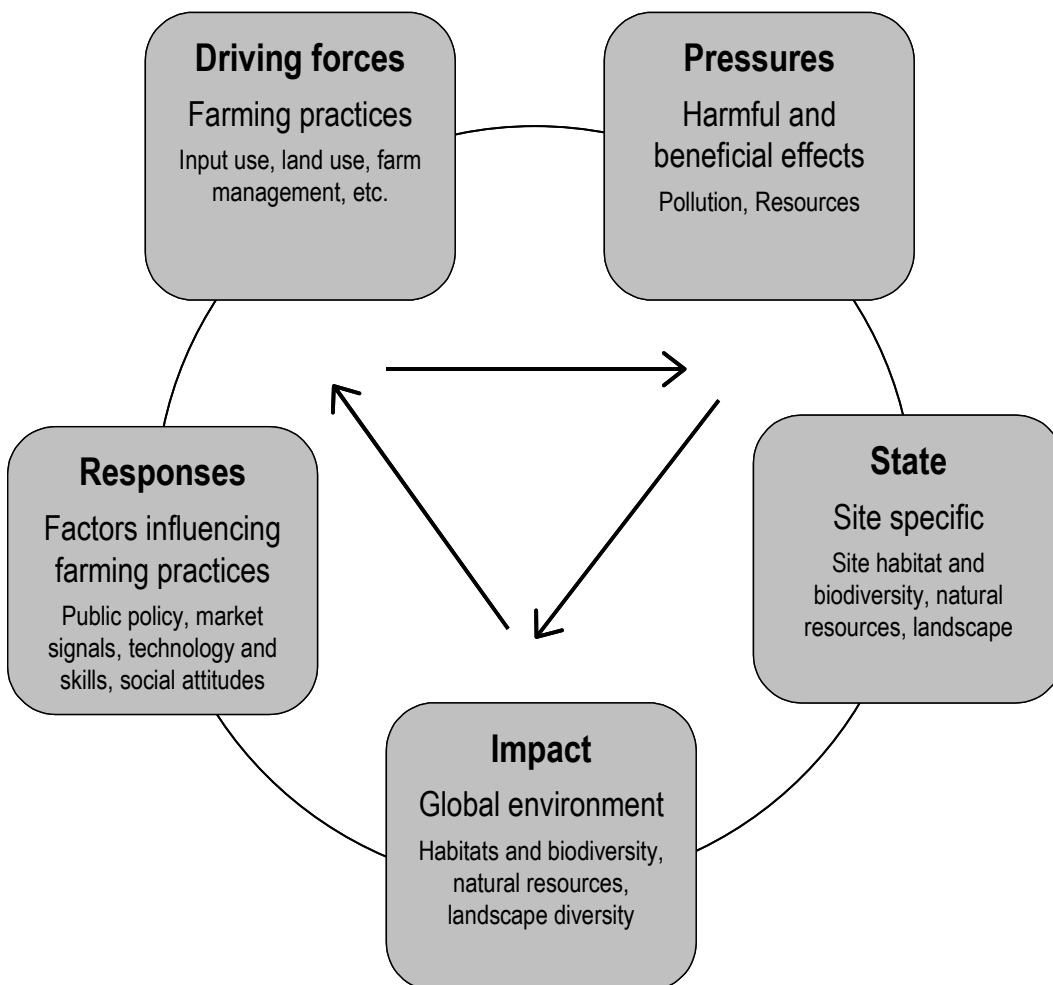 Driving forces
Farming practices
Input use, land use, farm
management, etc.
Pressures
Harmful and
beneficial effects
Pollution, Resources
Responses
Factors influencing
farming practices
Public policy, market
signals, technology and
skills, social attitudes
State
Site specific
Site habitat and
biodiversity, natural
resources, landscape
Impact
Global environment
Habitats and biodiversity,
natural resources,
landscape diversity